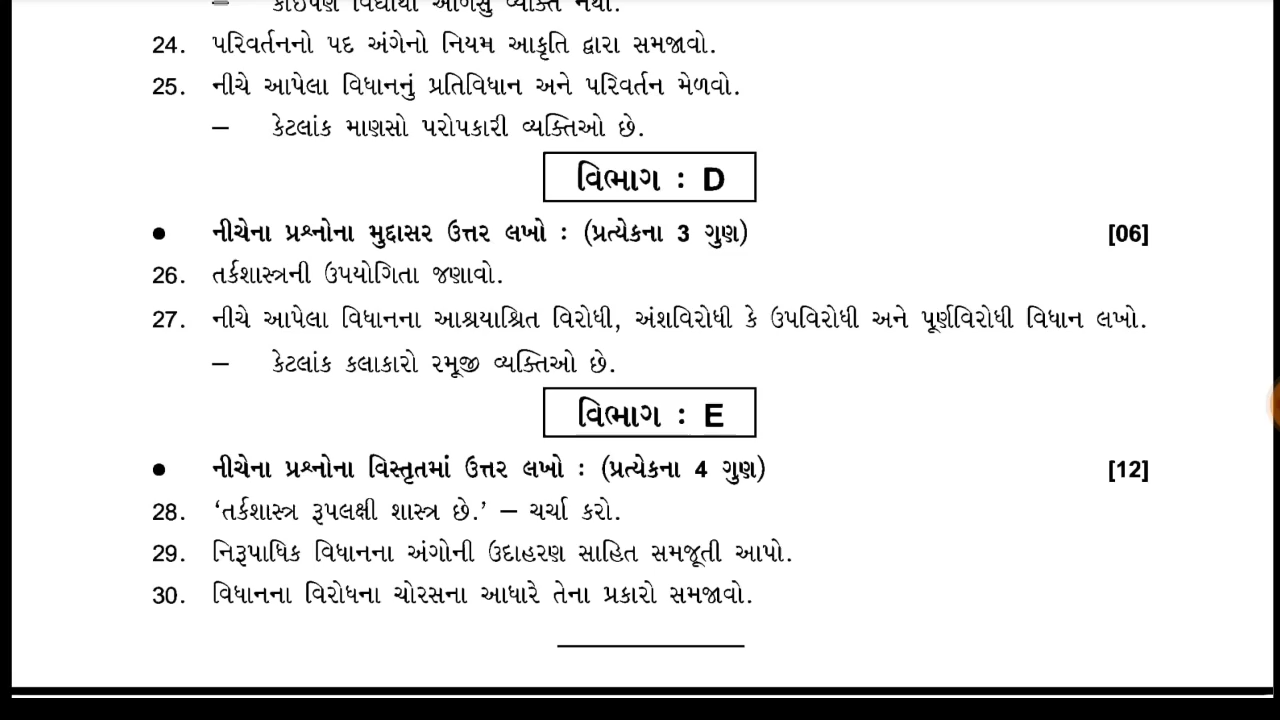 – કોઈપણ વિદ્યાર્થી આળસુ વ્યક્તિ નથી.
24. પરિવર્તનનો પદ અંગેનો નિયમ આકૃતિ દ્વારા સમજાવો.
25. નીચે આપેલા વિધાનનું પ્રતિવિધાન અને પરિવર્તન મેળવો.
– કેટલાંક માણસો પરોપકારી વ્યક્તિઓ છે.
વિભાગ : D
● નીચેના પ્રશ્નોના મુદ્દાસર ઉત્તર લખો : (પ્રત્યેકના 3 ગુણ) [06]
26. તર્કશાસ્ત્રની ઉપયોગિતા જણાવો.
27. નીચે આપેલા વિધાનના આશ્રયાશ્રિત વિરોધી, અંશવિરોધી કે ઉપવિરોધી અને પૂર્ણવિરોધી વિધાન લખો.
– કેટલાંક કલાકારો રમૂજી વ્યક્તિઓ છે.
વિભાગ : E
● નીચેના પ્રશ્નોના વિસ્તૃતમાં ઉત્તર લખો : (પ્રત્યેકના 4 ગુણ) [12]
28. ‘તર્કશાસ્ત્ર રૂપલક્ષી શાસ્ત્ર છે.’ – ચર્ચા કરો.
29. નિરૂપાધિક વિધાનના અંગોની ઉદાહરણ સાહિત સમજૂતી આપો.
30. વિધાનના વિરોધના ચોરસના આધારે તેના પ્રકારો સમજાવો.